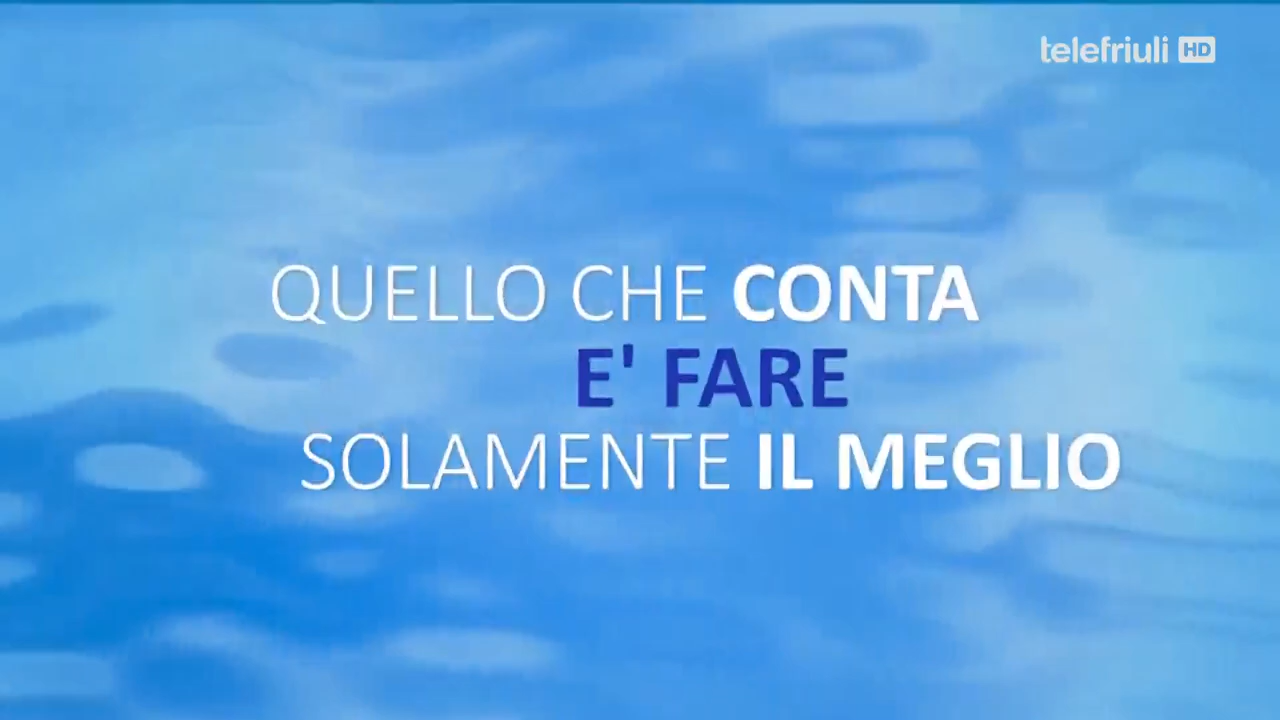 telefriuli HD
QUELLO CHE CONTA
E' FARE
SOLAMENTE IL MEGLIO